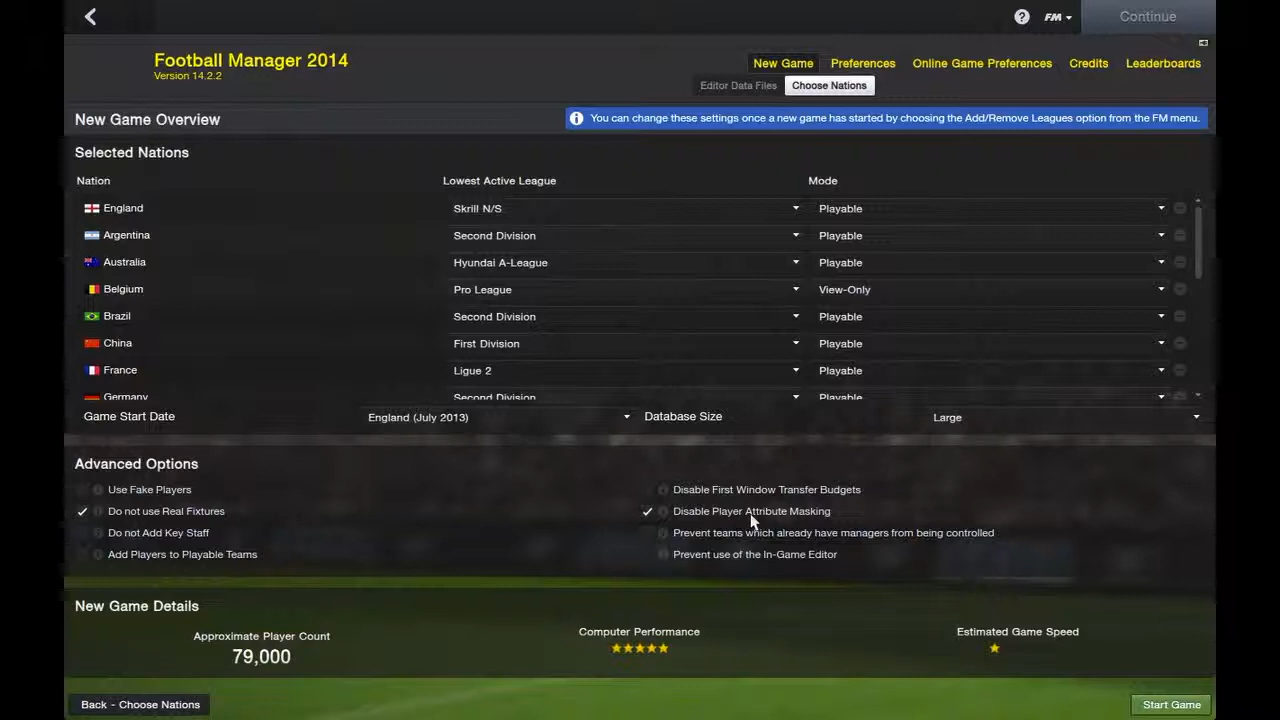 FM
Continue
Football Manager 2014
Version 14.2.2
New Game Preferences Online Game Preferences Credits Leaderboards
Editor Data Files Choose Nations
New Game Overview
You can change these settings once a new game has started by choosing the Add/Remove Leagues option from the FM menu.
Selected Nations
Nation Lowest Active League Mode
England Skrill N/S Playable
Argentina Second Division Playable
Australia Hyundai A-League Playable
Belgium Pro League View-Only
Brazil Second Division Playable
China First Division Playable
France Ligue 2 Playable
Germany Second Division Playable
Game Start Date England (July 2013) Database Size Large
Advanced Options
Use Fake Players Disable First Window Transfer Budgets
Do not use Real Fixtures Disable Player Attribute Masking
Do not Add Key Staff Prevent teams which already have managers from being controlled
Add Players to Playable Teams Prevent use of the In-Game Editor
New Game Details
Approximate Player Count Computer Performance Estimated Game Speed
79,000
Back - Choose Nations Start Game